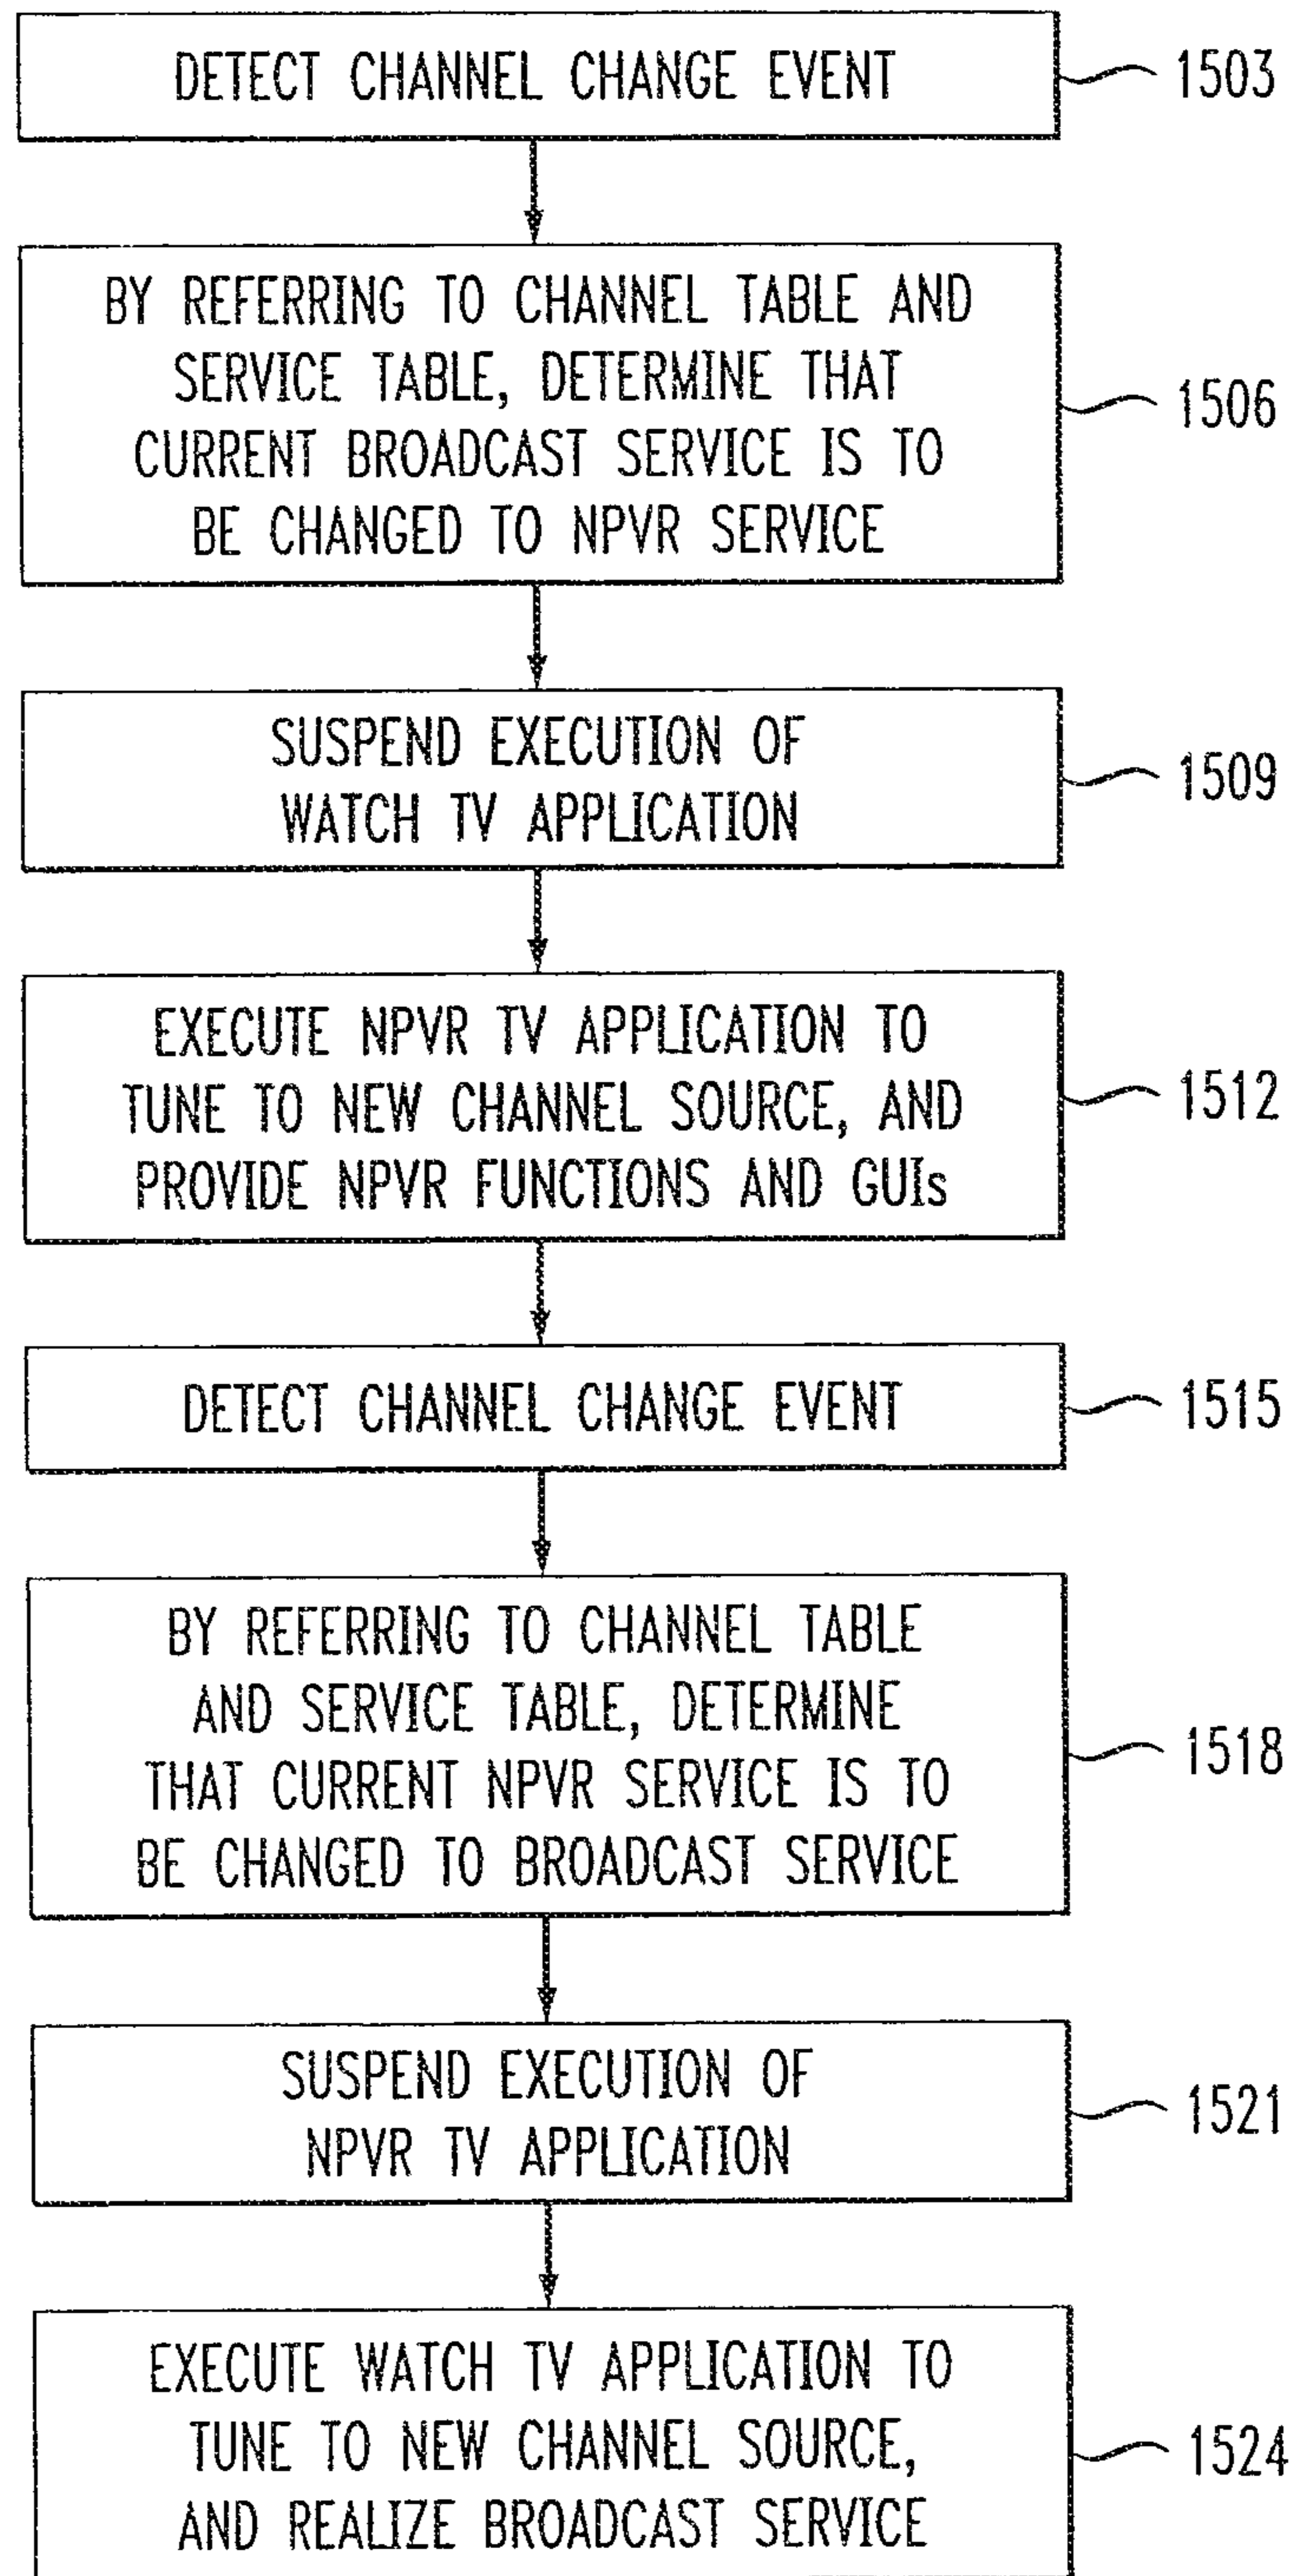 DETECT CHANNEL CHANGE EVENT
1503
BY REFERRING TO CHANNEL TABLE AND
SERVICE TABLE, DETERMINE THAT
CURRENT BROADCAST SERVICE IS TO
BE CHANGED TO NPVR SERVICE
1506
SUSPEND EXECUTION OF
WATCH TV APPLICATION
1509
EXECUTE NPVR TV APPLICATION TO
TUNE TO NEW CHANNEL SOURCE, AND
PROVIDE NPVR FUNCTIONS AND GUIs
1512
DETECT CHANNEL CHANGE EVENT
1515
BY REFERRING TO CHANNEL TABLE
AND SERVICE TABLE, DETERMINE
THAT CURRENT NPVR SERVICE IS TO
BE CHANGED TO BROADCAST SERVICE
1518
SUSPEND EXECUTION OF
NPVR TV APPLICATION
1521
EXECUTE WATCH TV APPLICATION TO
TUNE TO NEW CHANNEL SOURCE,
AND REALIZE BROADCAST SERVICE
1524